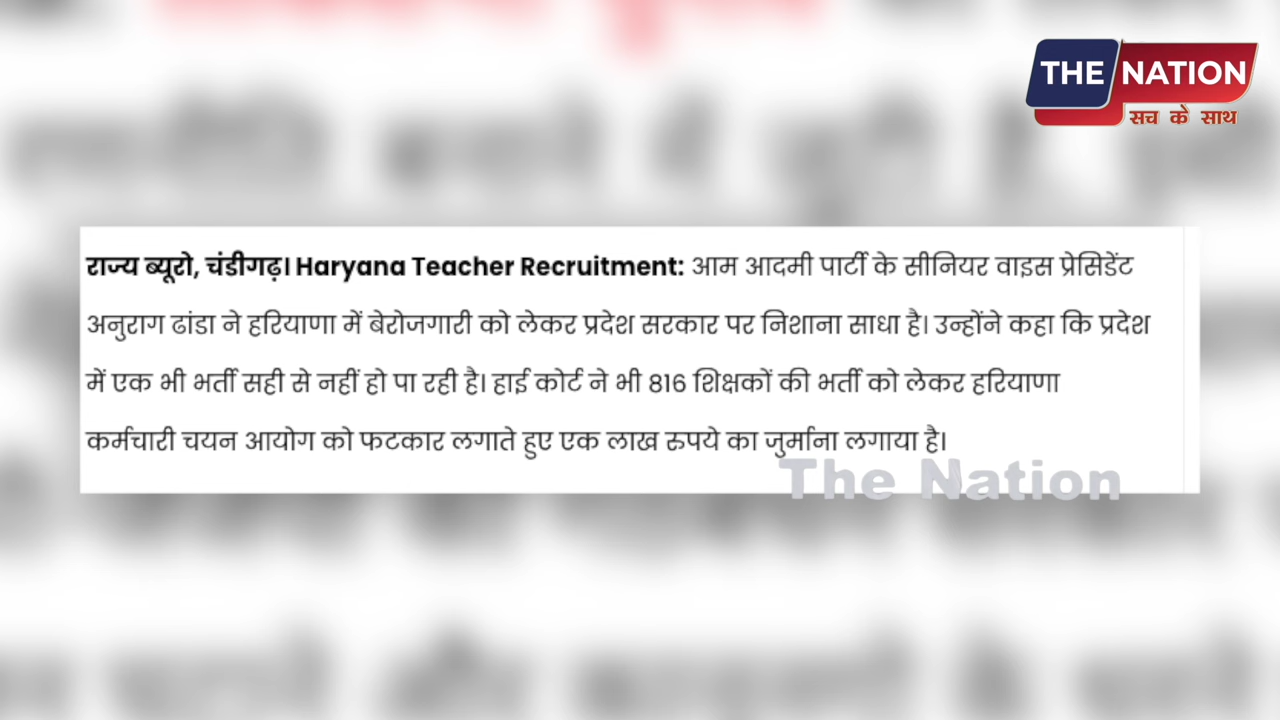 THE NATION
सच के साथ
राज्य ब्यूरो, चंडीगढ़। Haryana Teacher Recruitment: आम आदमी पार्टी के सीनियर वाइस प्रेसिडेंट
अनुराग ढांडा ने हरियाणा में बेरोजगारी को लेकर प्रदेश सरकार पर निशाना साधा है। उन्होंने कहा कि प्रदेश
में एक भी भर्ती सही से नहीं हो पा रही है। हाई कोर्ट ने भी 816 शिक्षकों की भर्ती को लेकर हरियाणा
कर्मचारी चयन आयोग को फटकार लगाते हुए एक लाख रुपये का जुर्माना लगाया है।
The Nation